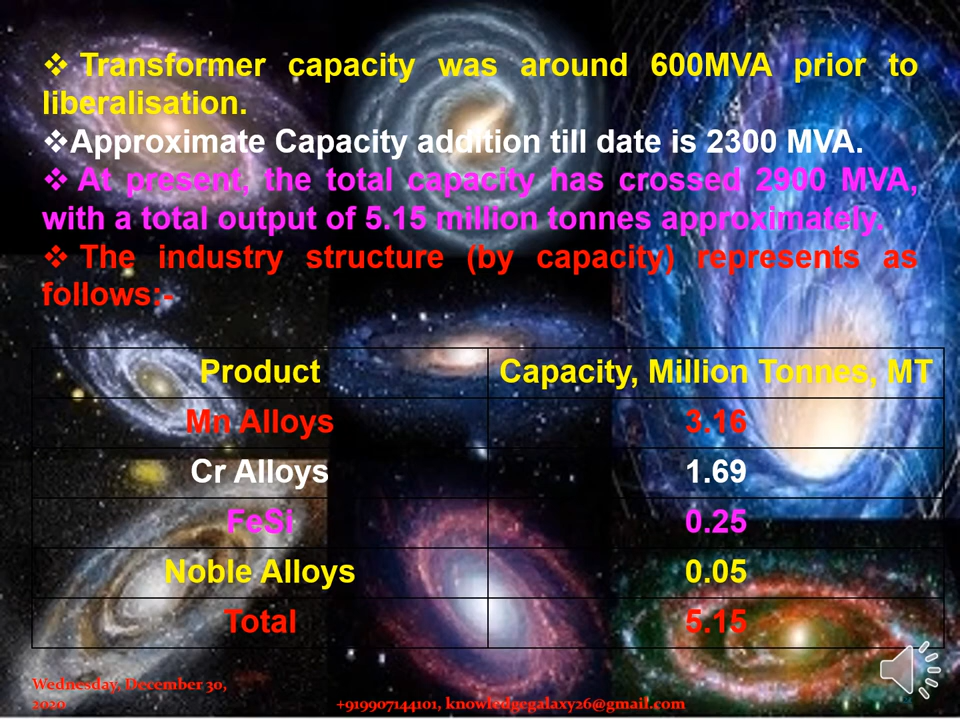 ❖ Transformer capacity was around 600MVA prior to
liberalisation.
❖Approximate Capacity addition till date is 2300 MVA.
❖ At present, the total capacity has crossed 2900 MVA,
with a total output of 5.15 million tonnes approximately.
❖ The industry structure (by capacity) represents as
follows:-
Product Capacity, Million Tonnes, MT
Mn Alloys 3.16
Cr Alloys 1.69
FeSi 0.25
Noble Alloys 0.05
Total 5.15
Wednesday, December 30,
2020
+919907144101, knowledgegalaxy26@gmail.com